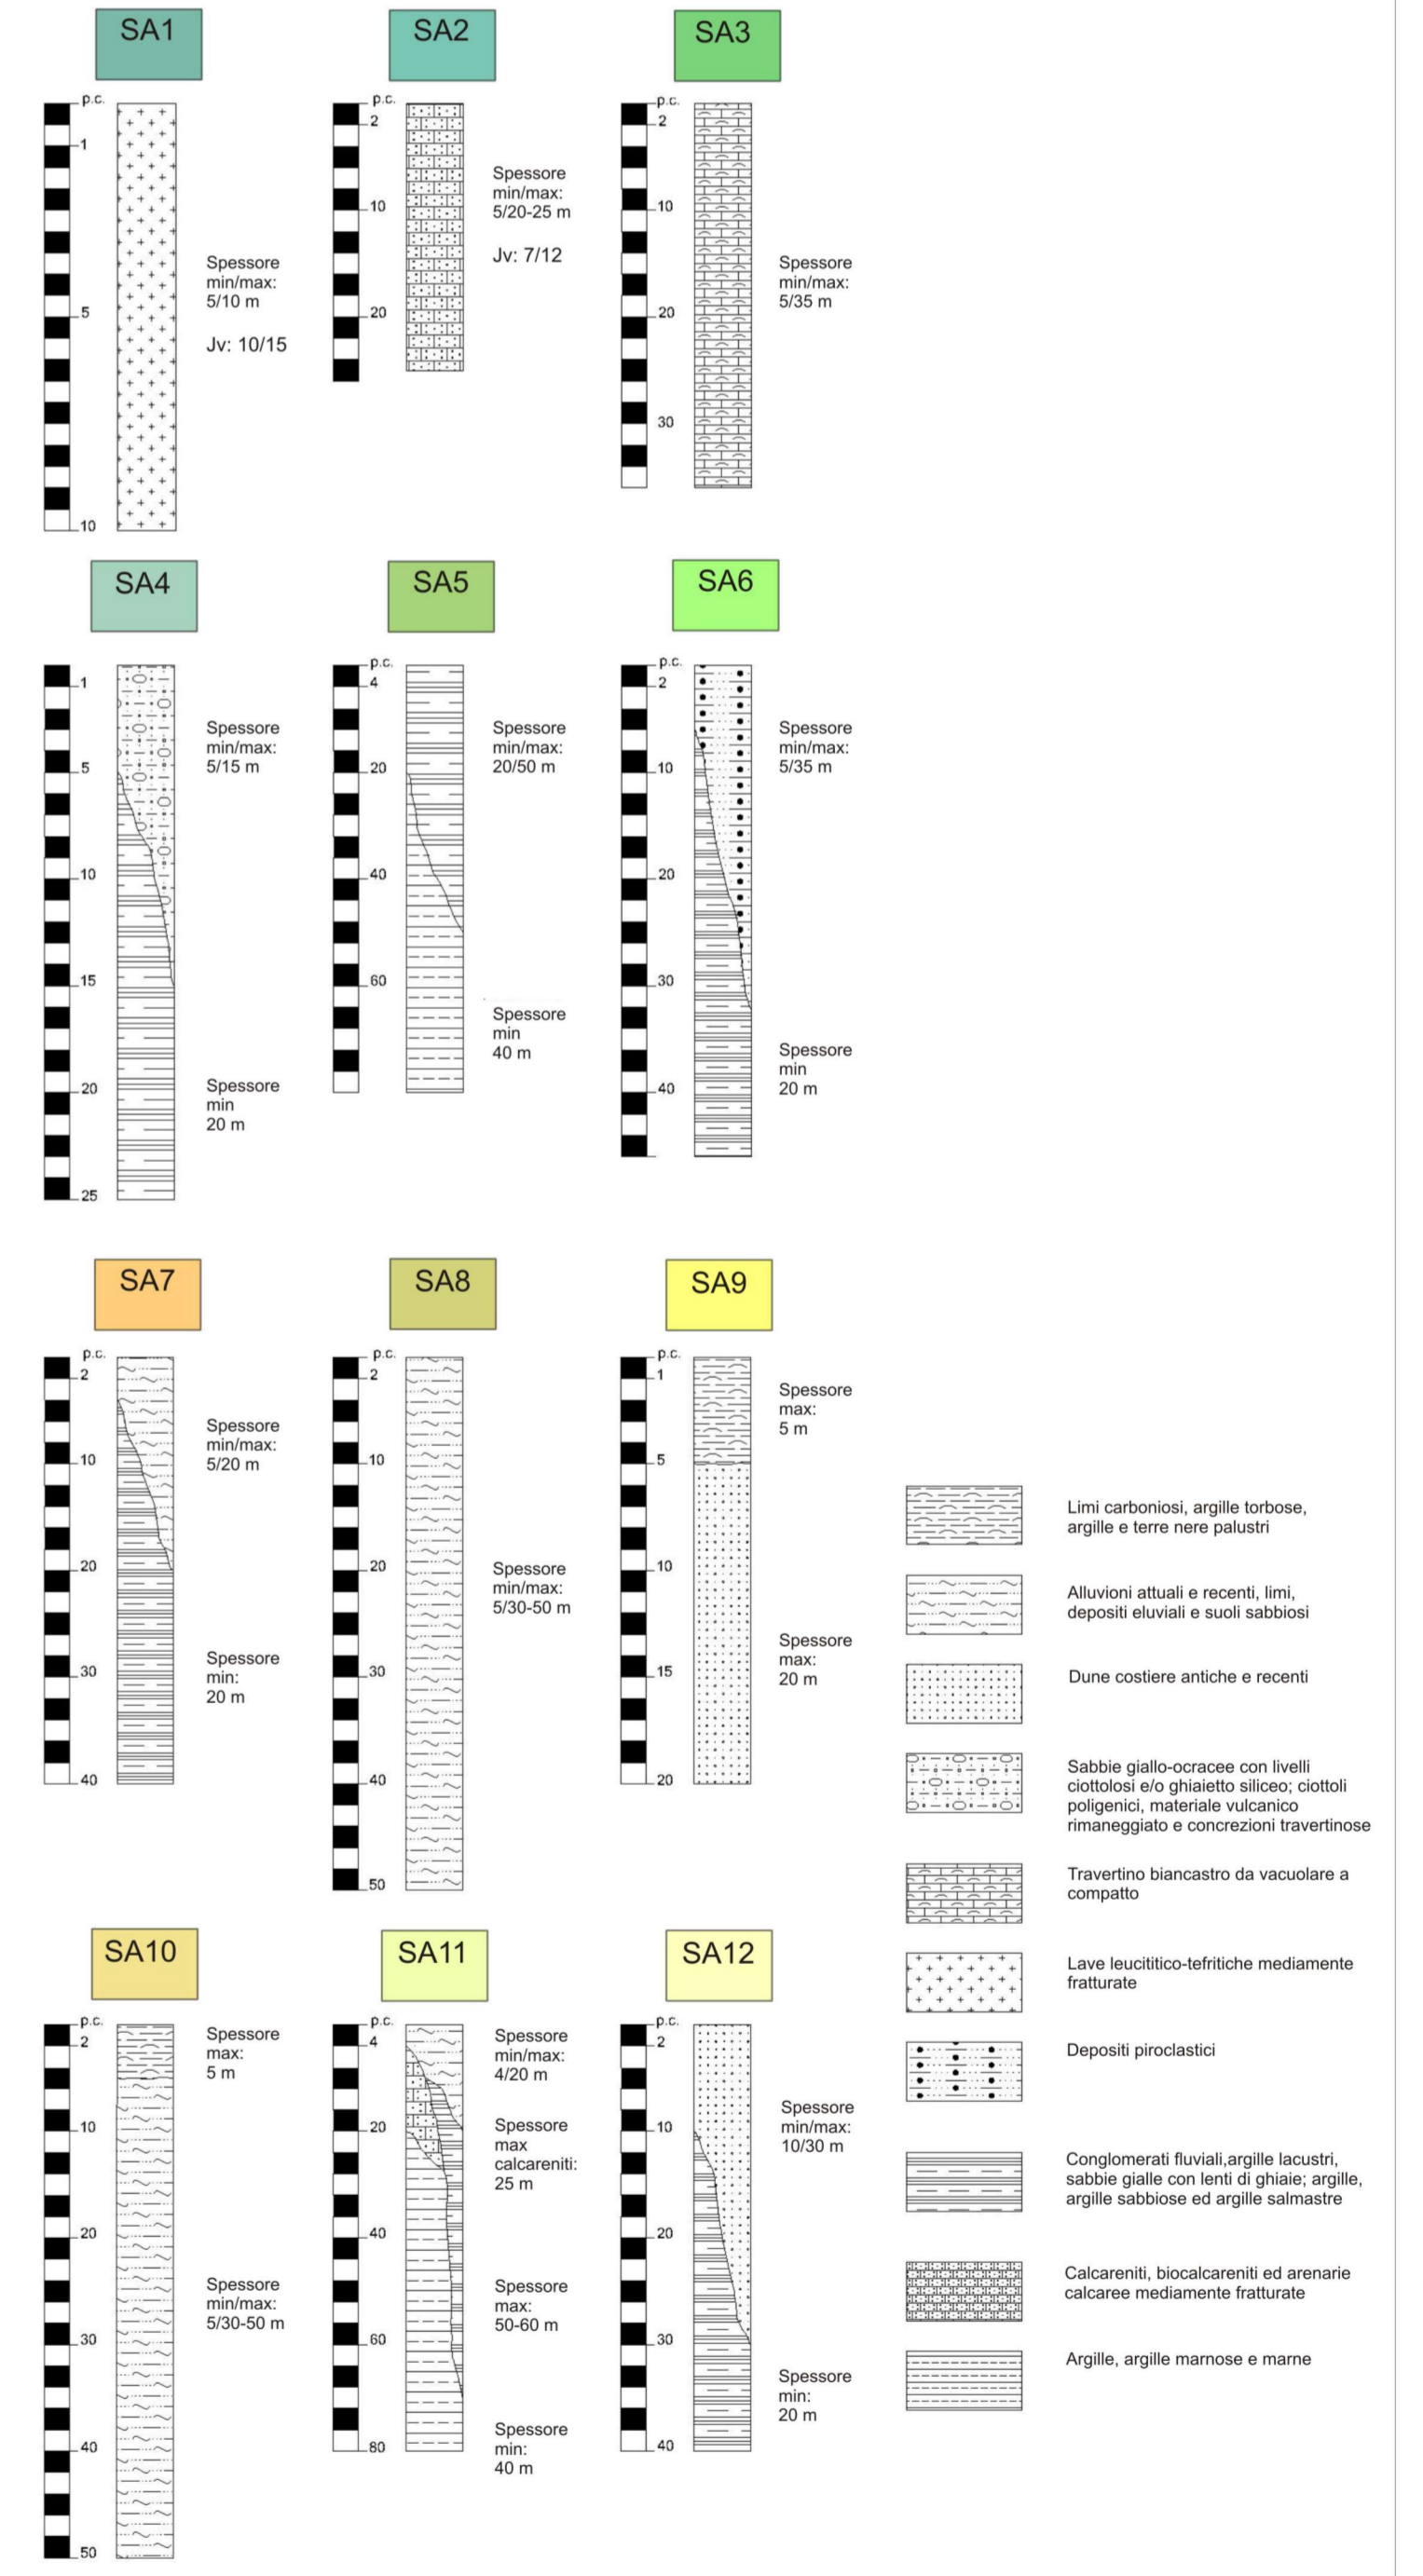 SA1
p.c.
1
5
10
Spessore
min/max:
5/10 m
Jv: 10/15
SA2
p.c.
2
10
20
Spessore
min/max:
5/20-25 m
Jv: 7/12
SA3
p.c.
2
10
20
30
Spessore
min/max:
5/35 m
SA4
1
5
10
15
20
25
Spessore
min/max:
5/15 m
Spessore
min
20 m
SA5
p.c.
4
20
40
60
Spessore
min/max:
20/50 m
Spessore
min
40 m
SA6
p.c.
2
10
20
30
40
Spessore
min/max:
5/35 m
Spessore
min
20 m
SA7
p.c.
2
10
20
30
40
Spessore
min/max:
5/20 m
Spessore
min:
20 m
SA8
p.c.
2
10
20
30
40
50
Spessore
min/max:
5/30-50 m
SA9
p.c.
1
5
10
15
20
Spessore
max:
5 m
Spessore
max:
20 m
SA10
p.c.
2
10
20
30
40
50
Spessore
max:
5 m
Spessore
min/max:
5/30-50 m
SA11
p.c.
4
20
40
60
80
Spessore
min/max:
4/20 m
Spessore
max
calcareniti:
25 m
Spessore
max:
50-60 m
Spessore
min:
40 m
SA12
p.c.
2
10
20
30
40
Spessore
min/max:
10/30 m
Spessore
min:
20 m
Limi carboniosi, argille torbose,
argille e terre nere palustri
Alluvioni attuali e recenti, limi,
depositi eluviali e suoli sabbiosi
Dune costiere antiche e recenti
Sabbie giallo-ocracee con livelli
ciottolosi e/o ghiaietto siliceo; ciottoli
poligenici, materiale vulcanico
rimaneggiato e concrezioni travertinose
Travertino biancastro da vacuolare a
compatto
Lave leucititico-tefritiche mediamente
fratturate
Depositi piroclastici
Conglomerati fluviali,argille lacustri,
sabbie gialle con lenti di ghiaie; argille,
argille sabbiose ed argille salmastre
Calcareniti, biocalcareniti ed arenarie
calcaree mediamente fratturate
Argille, argille marnose e marne